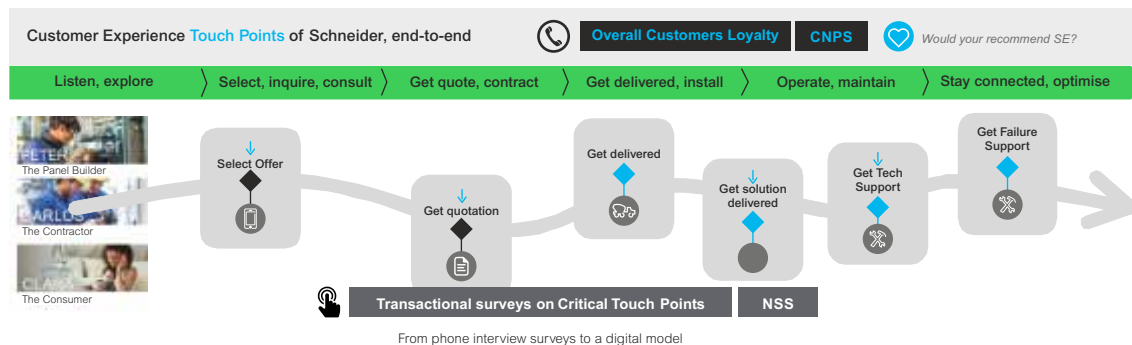 Customer Experience Touch Points of Schneider, end-to-end
Overall Customers Loyalty
CNPS
Would your recommend SE?
Listen, explore
Select, inquire, consult
Get quote, contract
Get delivered, install
Operate, maintain
Stay connected, optimise
PETER
The Panel Builder
CARLOS
The Contractor
The Consumer
Select Offer
Get quotation
Get delivered
Get solution
delivered
Get Tech
Support
Get Failure
Support
Transactional surveys on Critical Touch Points
NSS
From phone interview surveys to a digital model